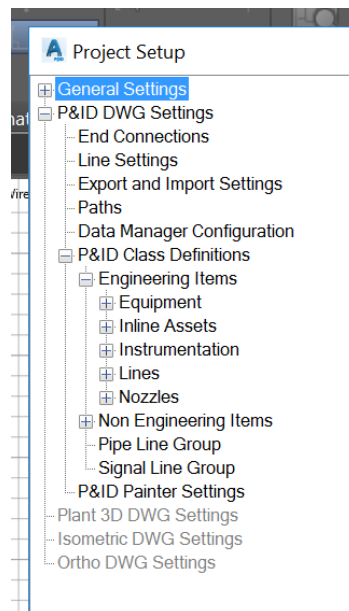 Project Setup
General Settings
P&ID DWG Settings
End Connections
Line Settings
Export and Import Settings
Paths
Data Manager Configuration
P&ID Class Definitions
Engineering Items
Equipment
Inline Assets
Instrumentation
Lines
Nozzles
Non Engineering Items
Pipe Line Group
Signal Line Group
P&ID Painter Settings
Plant 3D DWG Settings
Isometric DWG Settings
Ortho DWG Settings